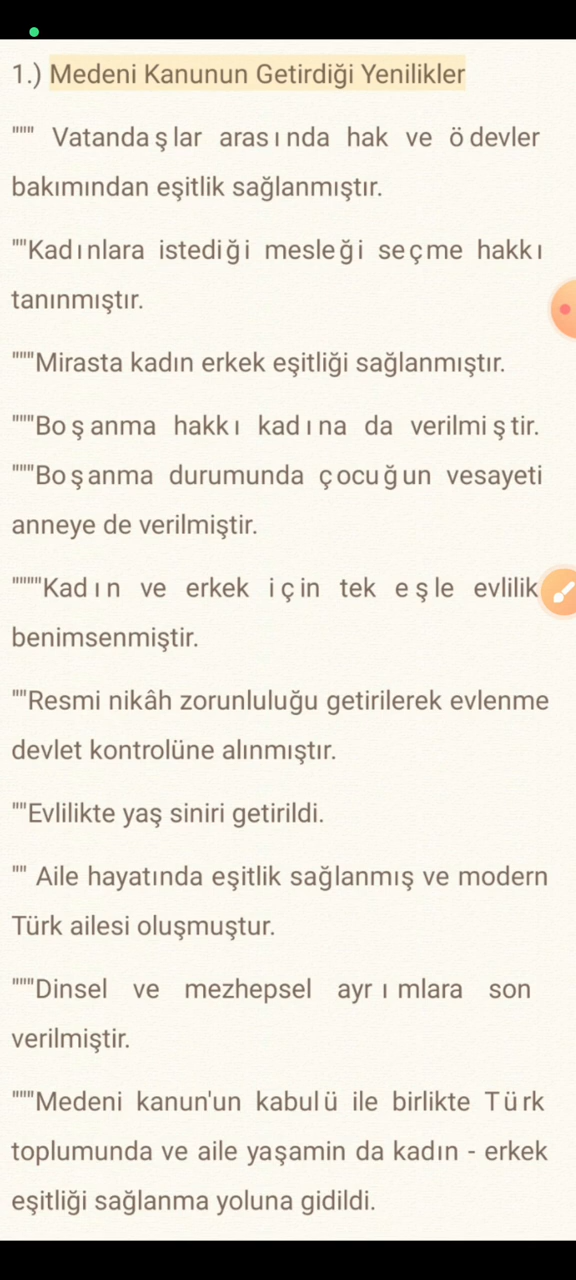 1.) Medeni Kanunun Getirdiği Yenilikler
""" Vatandaşlar arasında hak ve ödevler
bakımından eşitlik sağlanmıştır.
""Kadınlara istediği mesleği seçme hakkı
tanınmıştır.
"""Mirasta kadın erkek eşitliği sağlanmıştır.
"""Boşanma hakkı kadına da verilmiştir.
"""Boşanma durumunda çocuğun vesayeti
anneye de verilmiştir.
""""Kadın ve erkek için tek eşle evlilik
benimsenmiştir.
""Resmi nikâh zorunluluğu getirilerek evlenme
devlet kontrolüne alınmıştır.
""Evlilikte yaş siniri getirildi.
"" Aile hayatında eşitlik sağlanmış ve modern
Türk ailesi oluşmuştur.
"""Dinsel ve mezhepsel ayrımlara son
verilmiştir.
"""Medeni kanun'un kabulü ile birlikte Türk
toplumunda ve aile yaşamin da kadın - erkek
eşitliği sağlanma yoluna gidildi.